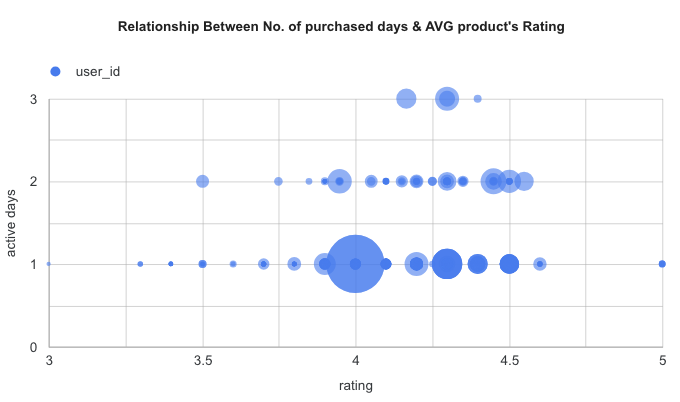 Relationship Between No. of purchased days & AVG product's Rating
user_id
3
2
1
0
active days
3
3.5
4
4.5
5
rating